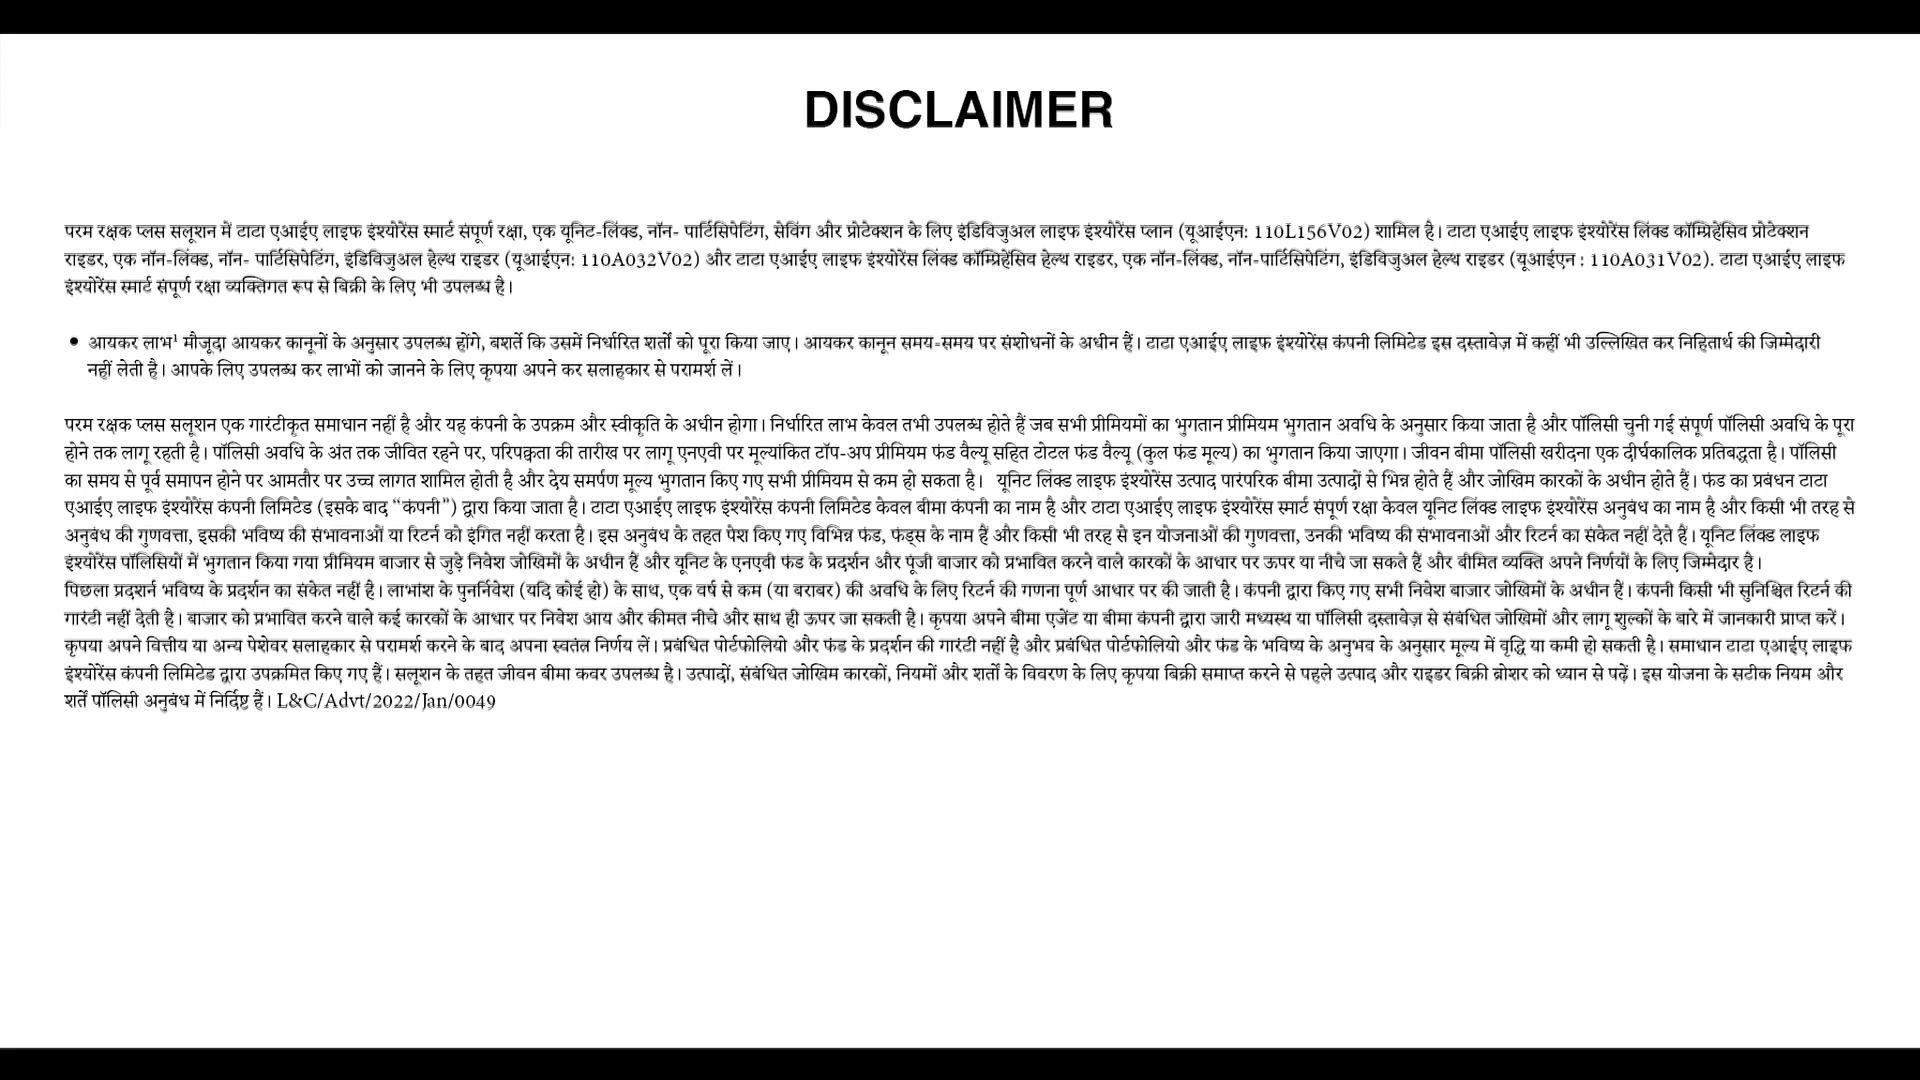 DISCLAIMER
परम रक्षक प्लस सलूशन में टाटा एआईए लाइफ इंश्योरेंस स्मार्ट संपूर्ण रक्षा, एक यूनिट-लिंक्ड, नॉन- पार्टिसिपेटिंग, सेविंग और प्रोटेक्शन के लिए इंडिविजुअल लाइफ इंश्योरेंस प्लान (यूआईएन: 110L156V02) शामिल है। टाटा एआईए लाइफ इंश्योरेंस लिंक्ड कॉम्प्रिहेंसिव प्रोटेक्शन
राइडर, एक नॉन-लिंक्ड, नॉन- पार्टिसिपेटिंग, इंडिविजुअल हेल्थ राइडर (यूआईएन: 110A032V02) और टाटा एआईए लाइफ इंश्योरेंस लिंक्ड कॉम्प्रिहेंसिव हेल्थ राइडर, एक नॉन-लिंक्ड, नॉन-पार्टिसिपेटिंग, इंडिविजुअल हेल्थ राइडर (यूआईएन : 110A031V02). टाटा एआईए लाइफ
इंश्योरेंस स्मार्ट संपूर्ण रक्षा व्यक्तिगत रूप से बिक्री के लिए भी उपलब्ध है।
• आयकर लाभ¹ मौजूदा आयकर कानूनों के अनुसार उपलब्ध होंगे, बशर्ते कि उसमें निर्धारित शर्तों को पूरा किया जाए। आयकर कानून समय-समय पर संशोधनों के अधीन हैं। टाटा एआईए लाइफ इंश्योरेंस कंपनी लिमिटेड इस दस्तावेज़ में कहीं भी उल्लिखित कर निहितार्थ की जिम्मेदारी
नहीं लेती है। आपके लिए उपलब्ध कर लाभों को जानने के लिए कृपया अपने कर सलाहकार से परामर्श लें।
परम रक्षक प्लस सलूशन एक गारंटीकृत समाधान नहीं है और यह कंपनी के उपक्रम और स्वीकृति के अधीन होगा। निर्धारित लाभ केवल तभी उपलब्ध होते हैं जब सभी प्रीमियमों का भुगतान प्रीमियम भुगतान अवधि के अनुसार किया जाता है और पॉलिसी चुनी गई संपूर्ण पॉलिसी अवधि के पूरा
होने तक लागू रहती है। पॉलिसी अवधि के अंत तक जीवित रहने पर, परिपक्वता की तारीख पर लागू एनएवी पर मूल्यांकित टॉप-अप प्रीमियम फंड वैल्यू सहित टोटल फंड वैल्यू (कुल फंड मूल्य) का भुगतान किया जाएगा। जीवन बीमा पॉलिसी खरीदना एक दीर्घकालिक प्रतिबद्धता है। पॉलिसी
का समय से पूर्व समापन होने पर आमतौर पर उच्च लागत शामिल होती है और देय समर्पण मूल्य भुगतान किए गए सभी प्रीमियम से कम हो सकता है। यूनिट लिंक्ड लाइफ इंश्योरेंस उत्पाद पारंपरिक बीमा उत्पादों से भिन्न होते हैं और जोखिम कारकों के अधीन होते हैं। फंड का प्रबंधन टाटा
एआईए लाइफ इंश्योरेंस कंपनी लिमिटेड (इसके बाद “कंपनी”) द्वारा किया जाता है। टाटा एआईए लाइफ इंश्योरेंस कंपनी लिमिटेड केवल बीमा कंपनी का नाम है और टाटा एआईए लाइफ इंश्योरेंस स्मार्ट संपूर्ण रक्षा केवल यूनिट लिंक्ड लाइफ इंश्योरेंस अनुबंध का नाम है और किसी भी तरह से
अनुबंध की गुणवत्ता, इसकी भविष्य की संभावनाओं या रिटर्न को इंगित नहीं करता है। इस अनुबंध के तहत पेश किए गए विभिन्न फंड, फंड्स के नाम हैं और किसी भी तरह से इन योजनाओं की गुणवत्ता, उनकी भविष्य की संभावनाओं और रिटर्न का संकेत नहीं देते हैं। यूनिट लिंक्ड लाइफ
इंश्योरेंस पॉलिसियों में भुगतान किया गया प्रीमियम बाजार से जुड़े निवेश जोखिमों के अधीन हैं और यूनिट के एनएवी फंड के प्रदर्शन और पूंजी बाजार को प्रभावित करने वाले कारकों के आधार पर ऊपर या नीचे जा सकते हैं और बीमित व्यक्ति अपने निर्णयों के लिए जिम्मेदार है।
पिछला प्रदर्शन भविष्य के प्रदर्शन का संकेत नहीं है। लाभांश के पुनर्निवेश (यदि कोई हो) के साथ, एक वर्ष से कम (या बराबर) की अवधि के लिए रिटर्न की गणना पूर्ण आधार पर की जाती है। कंपनी द्वारा किए गए सभी निवेश बाजार जोखिमों के अधीन हैं। कंपनी किसी भी सुनिश्चित रिटर्न की
गारंटी नहीं देती है। बाजार को प्रभावित करने वाले कई कारकों के आधार पर निवेश आय और कीमत नीचे और साथ ही ऊपर जा सकती है। कृपया अपने बीमा एजेंट या बीमा कंपनी द्वारा जारी मध्यस्थ या पॉलिसी दस्तावेज़ से संबंधित जोखिमों और लागू शुल्कों के बारे में जानकारी प्राप्त करें।
कृपया अपने वित्तीय या अन्य पेशेवर सलाहकार से परामर्श करने के बाद अपना स्वतंत्र निर्णय लें। प्रबंधित पोर्टफोलियो और फंड के प्रदर्शन की गारंटी नहीं है और प्रबंधित पोर्टफोलियो और फंड के भविष्य के अनुभव के अनुसार मूल्य में वृद्धि या कमी हो सकती है। समाधान टाटा एआईए लाइफ
इंश्योरेंस कंपनी लिमिटेड द्वारा उपक्रमित किए गए हैं। सलूशन के तहत जीवन बीमा कवर उपलब्ध है। उत्पादों, संबंधित जोखिम कारकों, नियमों और शर्तों के विवरण के लिए कृपया बिक्री समाप्त करने से पहले उत्पाद और राइडर बिक्री ब्रोशर को ध्यान से पढ़ें। इस योजना के सटीक नियम और
शर्तें पॉलिसी अनुबंध में निर्दिष्ट हैं। L&C/Advt/2022/Jan/0049